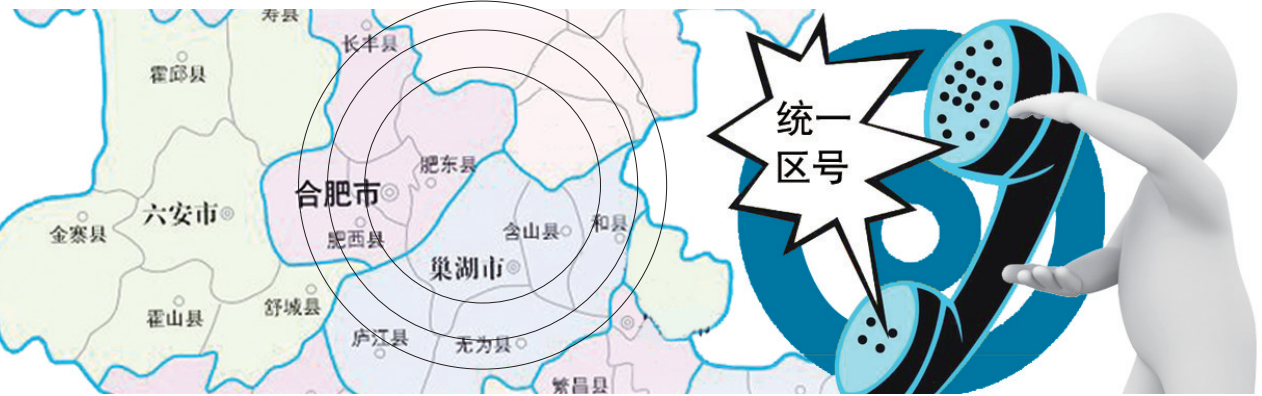 寿县
长丰县
霍邱县
统一
区号
肥东县
合肥市
六安市
金寨县
肥西县
含山县
和县
巢湖市
舒城县
霍山县
庐江县
无为县
繁昌县